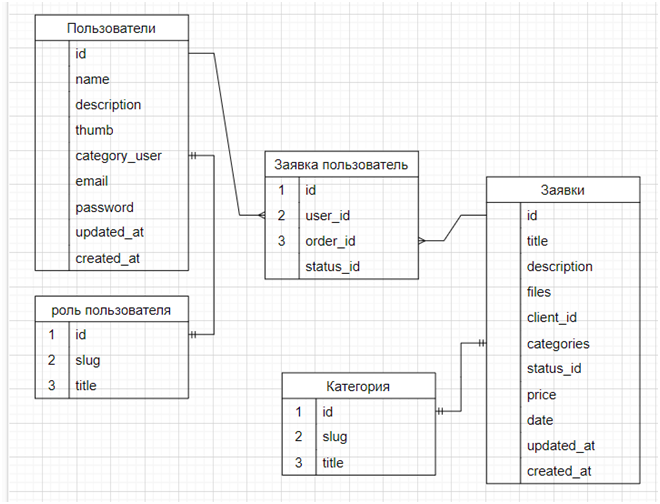 Пользователи
id
name
description
thumb
category_user
email
password
updated_at
created_at
роль пользователя
1 id
2 slug
3 title
Заявка пользователь
1 id
2 user_id
3 order_id
status_id
Категория
1 id
2 slug
3 title
Заявки
id
title
description
files
client_id
categories
status_id
price
date
updated_at
created_at